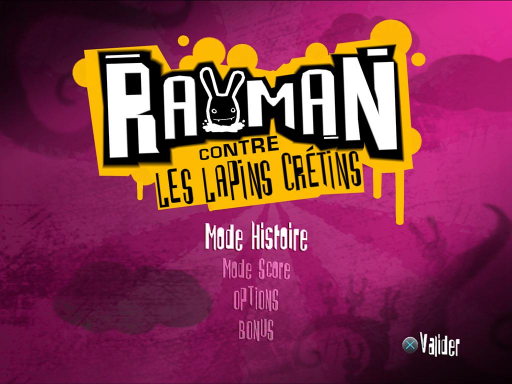 RAYMAN
CONTRE
LES LAPINS CRÉTINS
Mode Histoire
Mode Score
OPTIONS
BONUS
Valider